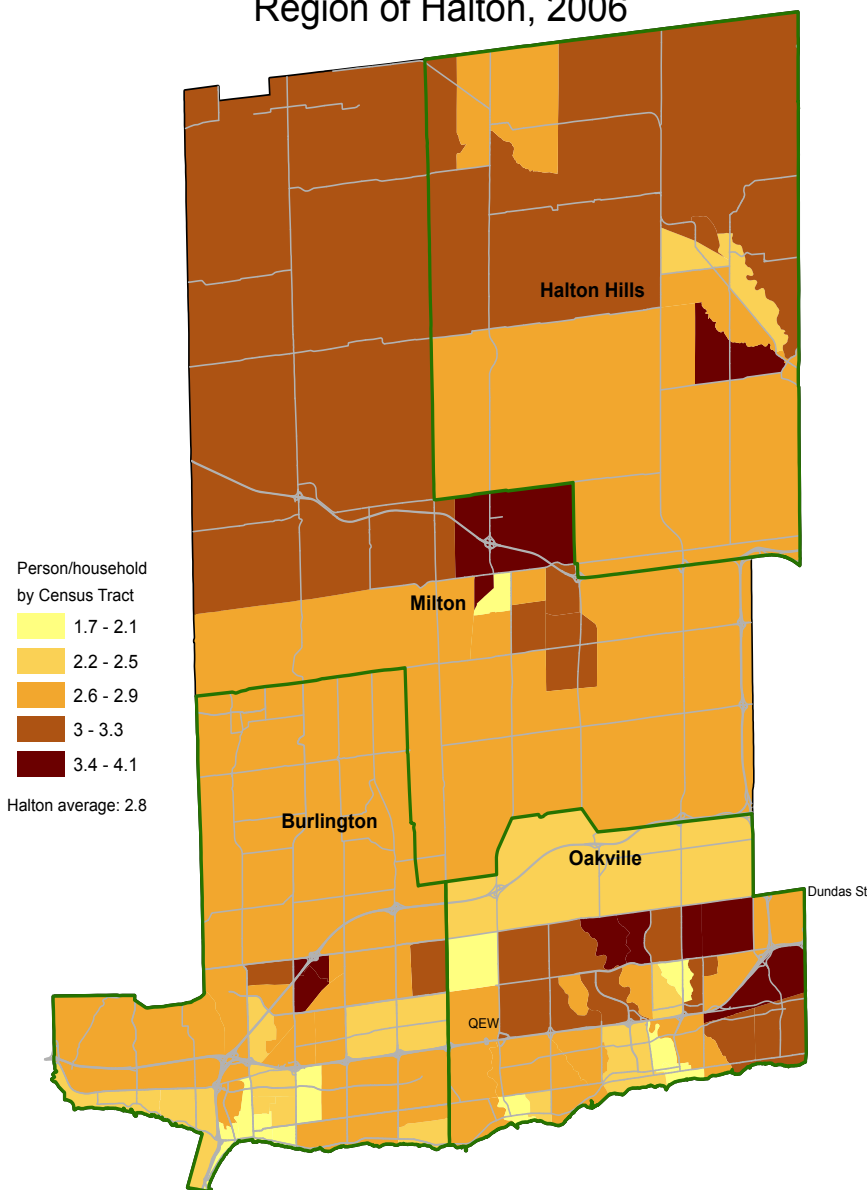 Region of Halton, 2006
Halton Hills
Person/household
by Census Tract
1.7 - 2.1
2.2 - 2.5
2.6 - 2.9
3 - 3.3
3.4 - 4.1
Halton average: 2.8
Milton
Burlington
Oakville
Dundas St
QEW